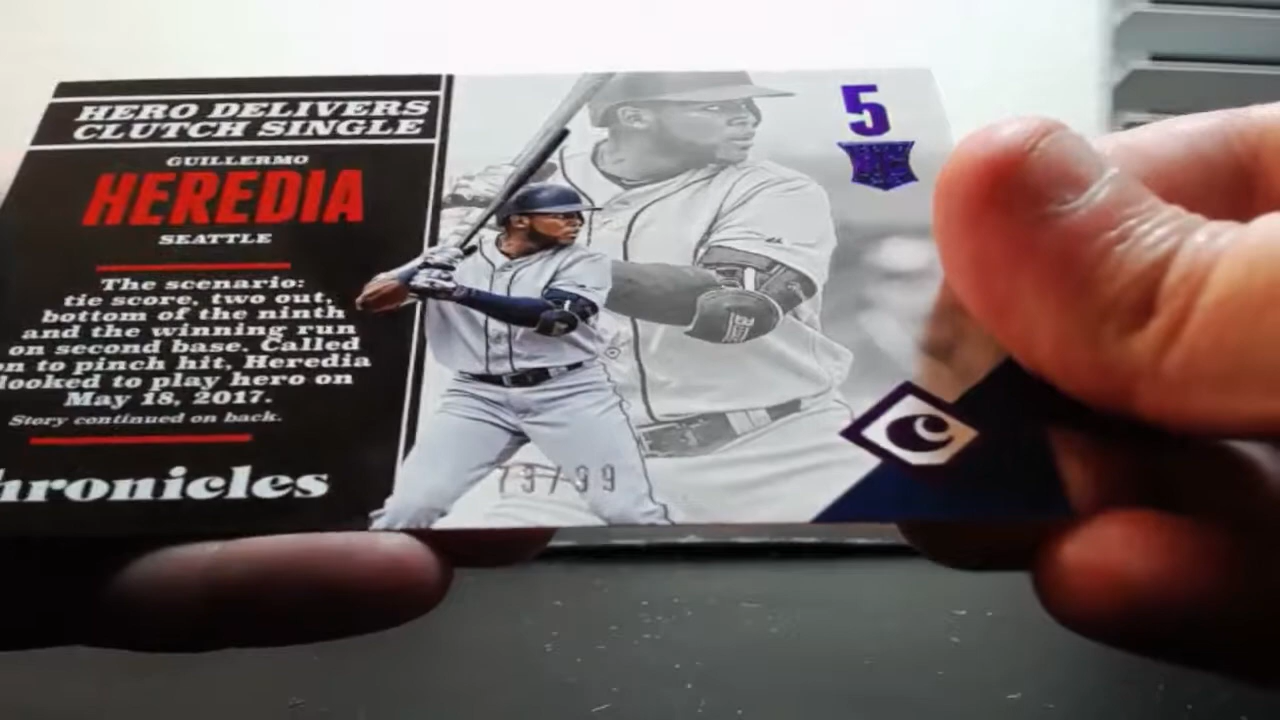 HERO DELIVERS
CLUTCH SINGLE
GUILLERMO
HEREDIA
SEATTLE
The scenario:
tie score, two out,
bottom of the ninth
and the winning run
on second base. Called
on to pinch hit, Heredia
looked to play hero on
May 18, 2017.
Story continued on back.
hronicles
5
RC
C
79/99